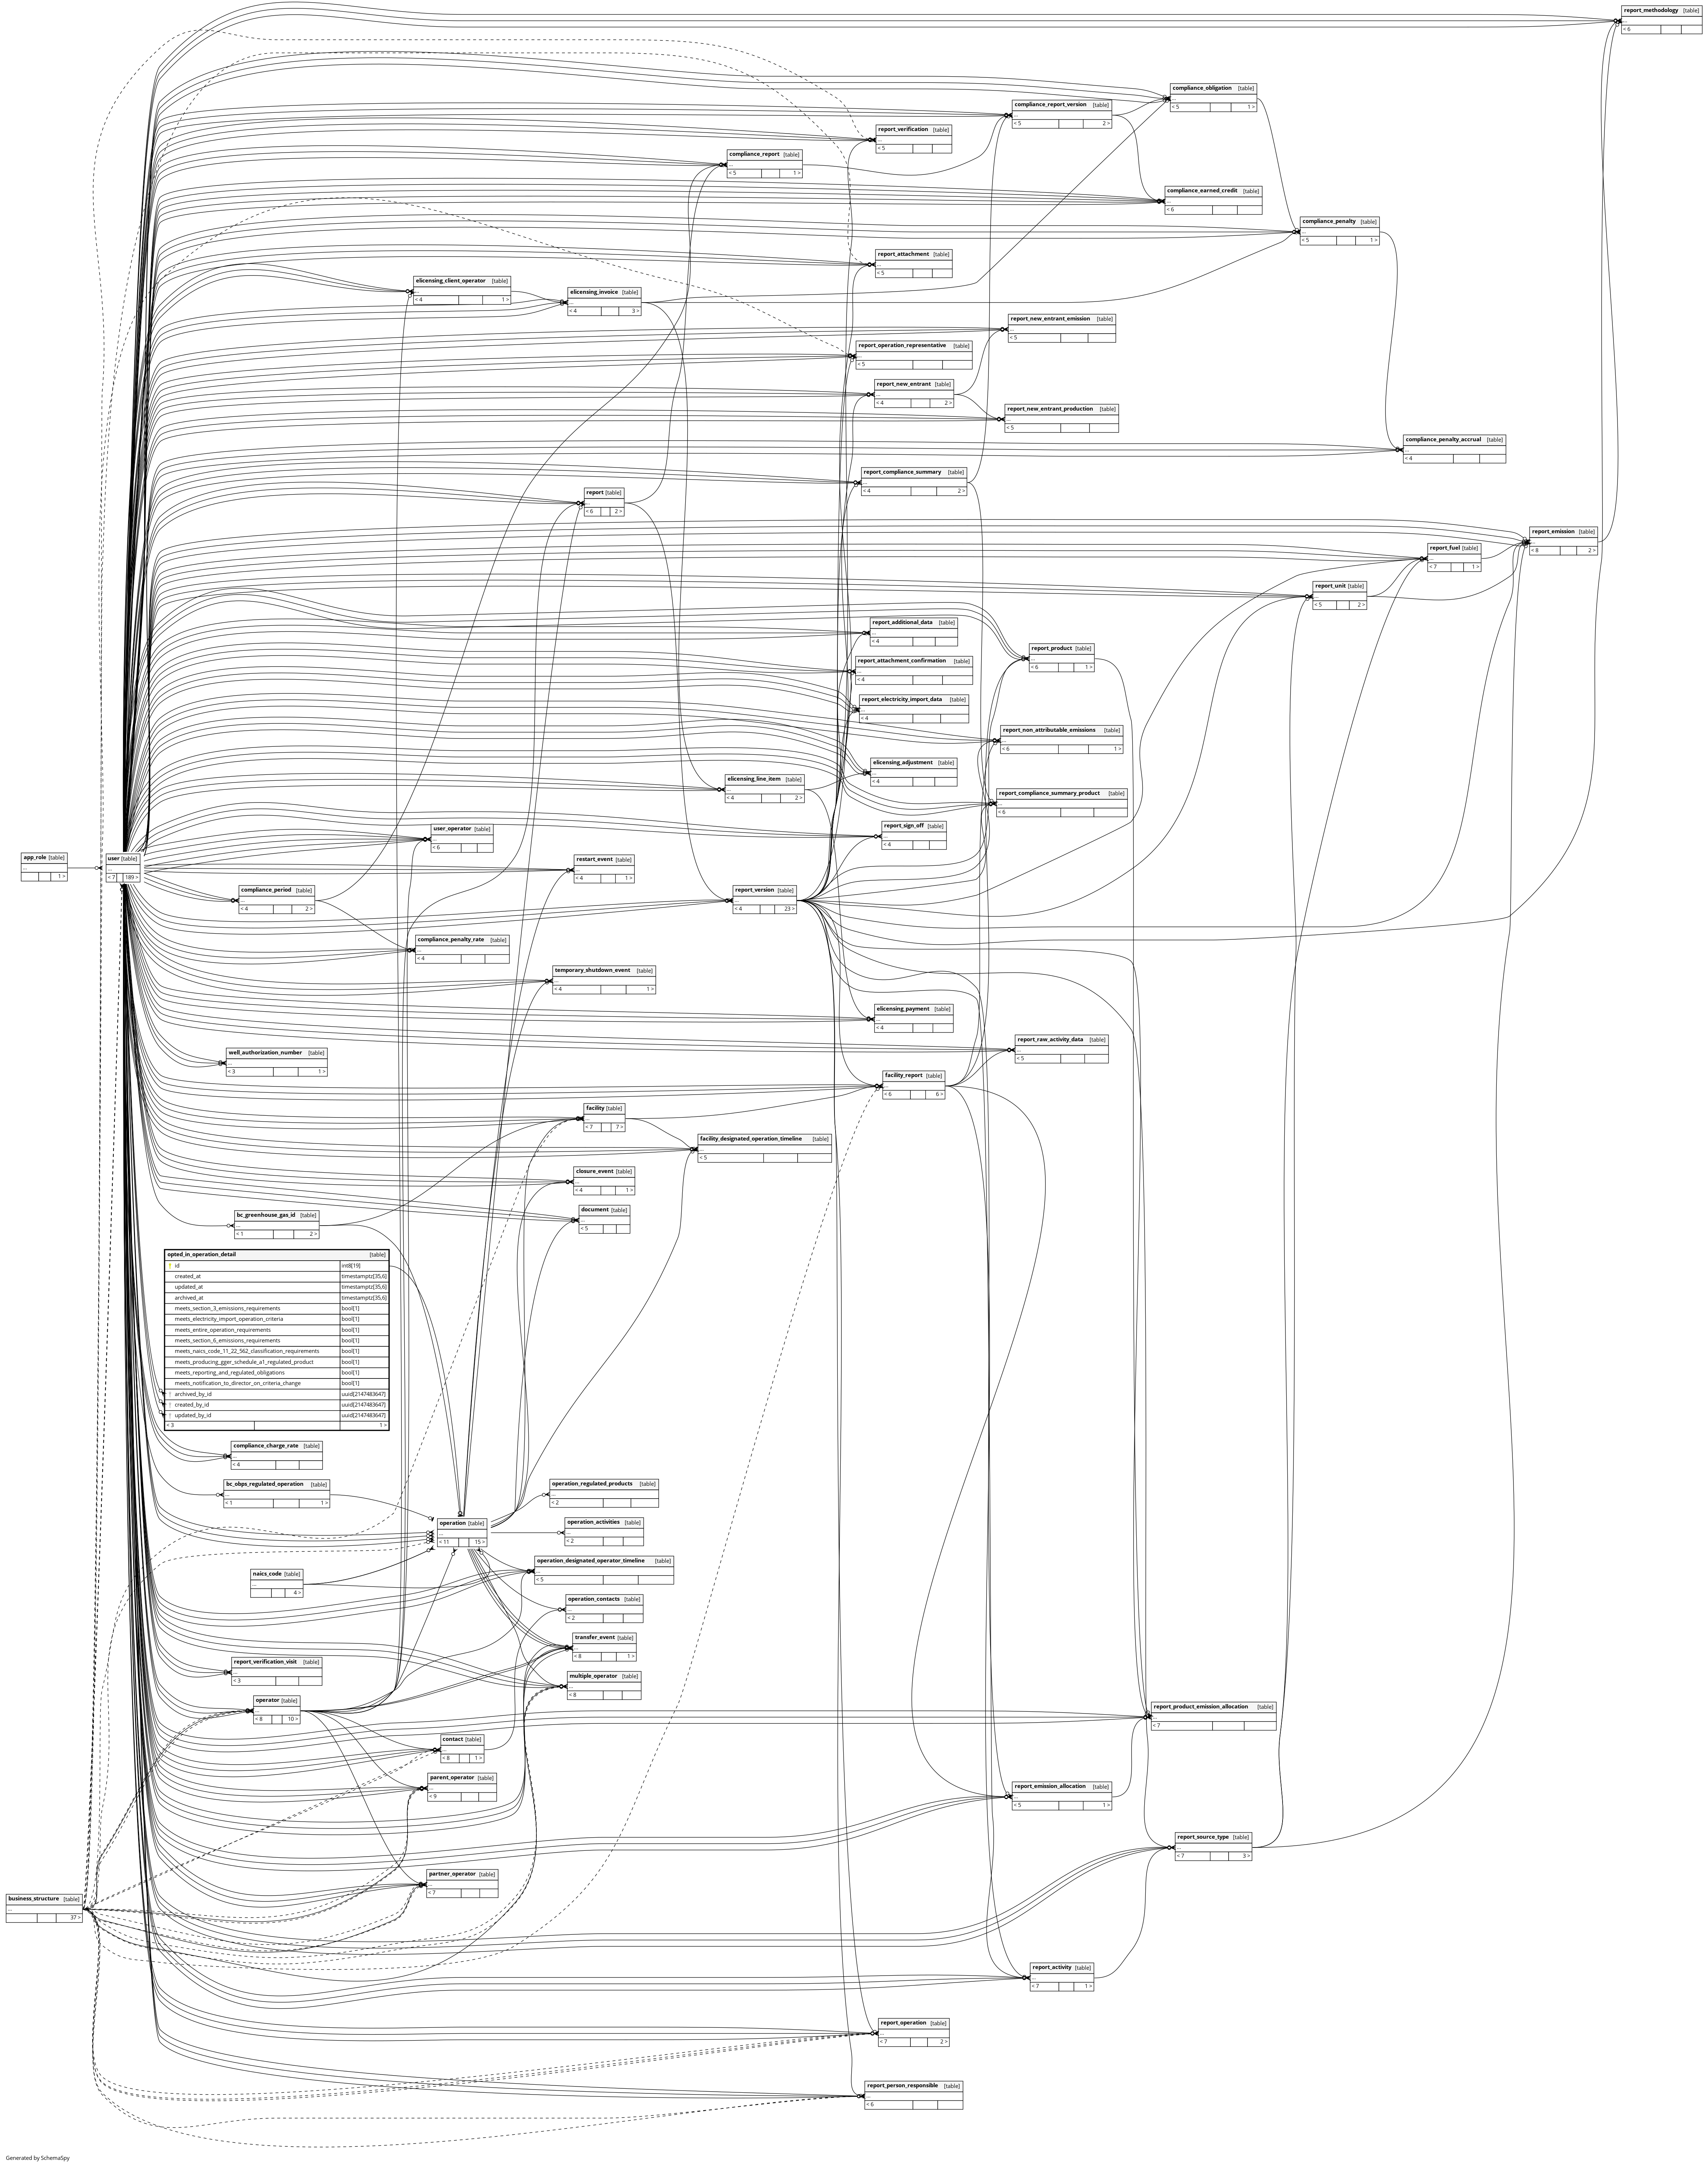 report_methodology [table]
...
< 6
compliance_obligation [table]
...
< 5 1 >
compliance_report_version [table]
...
< 5 2 >
report_verification [table]
...
< 5
compliance_report [table]
...
< 5 1 >
compliance_earned_credit [table]
...
< 6
compliance_penalty [table]
...
< 5 1 >
report_attachment [table]
...
< 5
elicensing_client_operator [table]
...
< 4 1 >
elicensing_invoice [table]
...
< 4 3 >
report_new_entrant_emission [table]
...
< 5
report_operation_representative [table]
...
< 5
report_new_entrant [table]
...
< 4 2 >
report_new_entrant_production [table]
...
< 5
compliance_penalty_accrual [table]
...
< 4
report_compliance_summary [table]
...
< 4 2 >
report [table]
...
< 6 2 >
report_emission [table]
...
< 8 2 >
report_fuel [table]
...
< 7 1 >
report_unit [table]
...
< 5 2 >
report_additional_data [table]
...
< 4
report_product [table]
...
< 6 1 >
report_attachment_confirmation [table]
...
< 4
report_electricity_import_data [table]
...
< 4
report_non_attributable_emissions [table]
...
< 6 1 >
elicensing_adjustment [table]
...
< 4
elicensing_line_item [table]
...
< 4 2 >
report_compliance_summary_product [table]
...
< 6
report_sign_off [table]
...
< 4
user_operator [table]
...
< 6
app_role [table]
...
1 >
user [table]
...
< 7 189 >
restart_event [table]
...
< 4 1 >
compliance_period [table]
...
< 4 2 >
report_version [table]
...
< 4 23 >
compliance_penalty_rate [table]
...
< 4
temporary_shutdown_event [table]
...
< 4 1 >
elicensing_payment [table]
...
< 4
report_raw_activity_data [table]
...
< 5
well_authorization_number [table]
...
< 3 1 >
facility_report [table]
...
< 6 6 >
facility [table]
...
< 7 7 >
facility_designated_operation_timeline [table]
...
< 5
closure_event [table]
...
< 4 1 >
document [table]
...
< 5
bc_greenhouse_gas_id [table]
...
< 1 2 >
opted_in_operation_detail [table]
id int8[19]
created_at timestamptz[35,6]
updated_at timestamptz[35,6]
archived_at timestamptz[35,6]
meets_section_3_emissions_requirements bool[1]
meets_electricity_import_operation_criteria bool[1]
meets_entire_operation_requirements bool[1]
meets_section_6_emissions_requirements bool[1]
meets_naics_code_11_22_562_classification_requirements bool[1]
meets_producing_gger_schedule_a1_regulated_product bool[1]
meets_reporting_and_regulated_obligations bool[1]
meets_notification_to_director_on_criteria_change bool[1]
archived_by_id uuid[2147483647]
created_by_id uuid[2147483647]
updated_by_id uuid[2147483647]
< 3 1 >
compliance_charge_rate [table]
...
< 4
bc_obps_regulated_operation [table]
...
< 1 1 >
operation_regulated_products [table]
...
< 2
operation [table]
...
< 11 15 >
operation_activities [table]
...
< 2
operation_designated_operator_timeline [table]
...
< 5
naics_code [table]
...
4 >
operation_contacts [table]
...
< 2
transfer_event [table]
...
< 8 1 >
report_verification_visit [table]
...
< 3
multiple_operator [table]
...
< 8
operator [table]
...
< 8 10 >
report_product_emission_allocation [table]
...
< 7
contact [table]
...
< 8 1 >
parent_operator [table]
...
< 9
report_emission_allocation [table]
...
< 5 1 >
report_source_type [table]
...
< 7 3 >
partner_operator [table]
...
< 7
business_structure [table]
...
37 >
report_activity [table]
...
< 7 1 >
report_operation [table]
...
< 7 2 >
report_person_responsible [table]
...
< 6
Generated by SchemaSpy